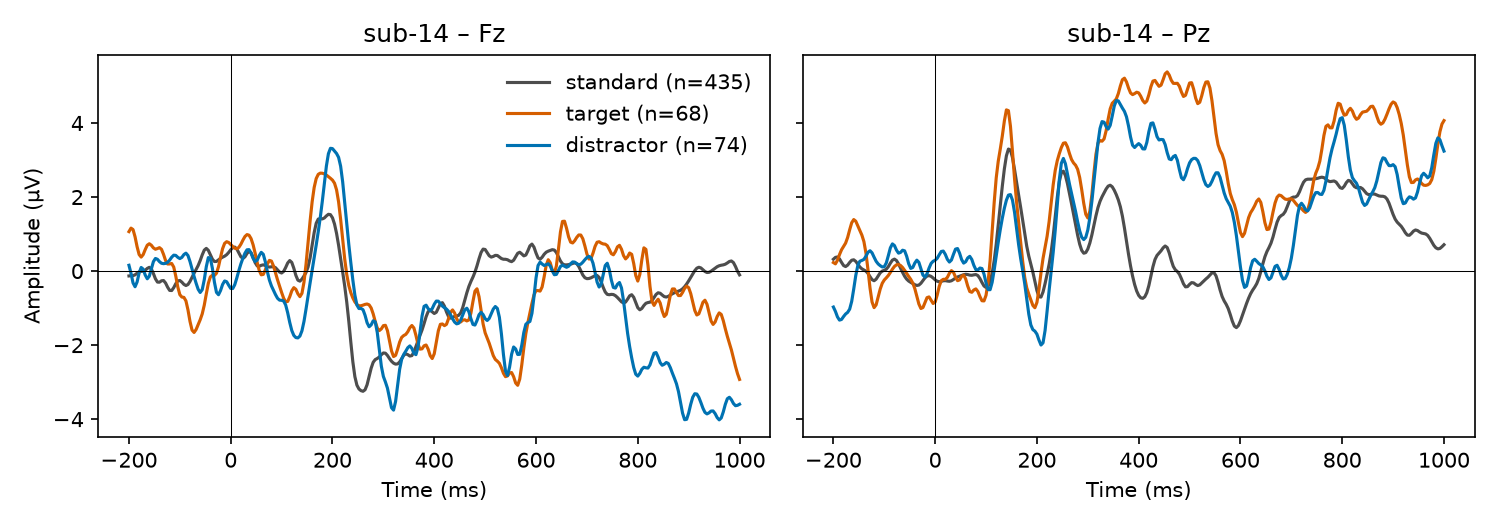 sub-14 – Fz
sub-14 – Pz
standard (n=435)
target (n=68)
distractor (n=74)
Amplitude (μV)
4
2
0
−2
−4
−200 0 200 400 600 800 1000
−200 0 200 400 600 800 1000
Time (ms)
Time (ms)